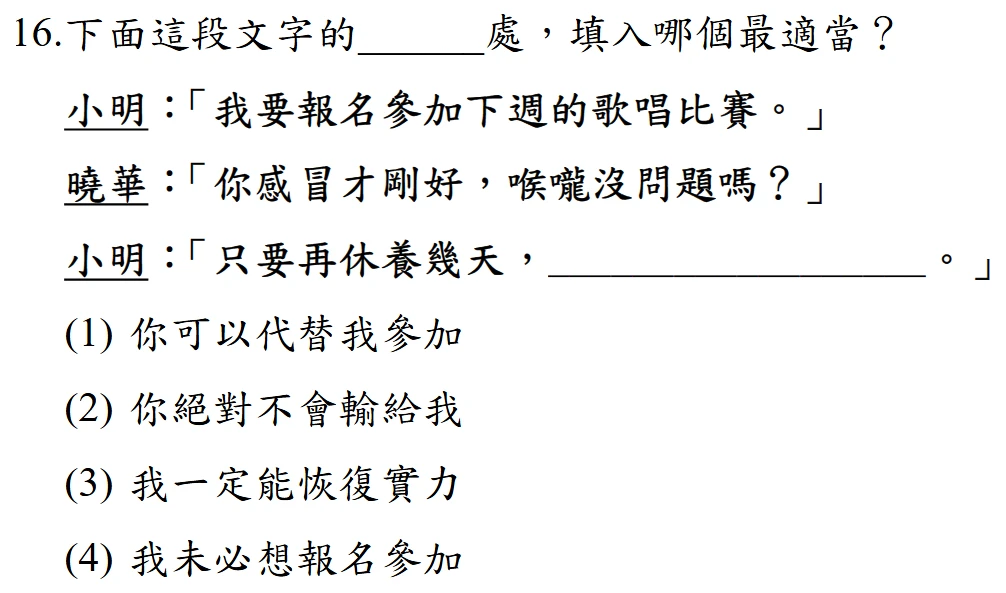 16.下面這段文字的______處，填入哪個最適當？
小明：「我要報名參加下週的歌唱比賽。」
曉華：「你感冒才剛好，喉嚨沒問題嗎？」
小明：「只要再休養幾天，__________________。」
(1) 你可以代替我參加
(2) 你絕對不會輸給我
(3) 我一定能恢復實力
(4) 我未必想報名參加